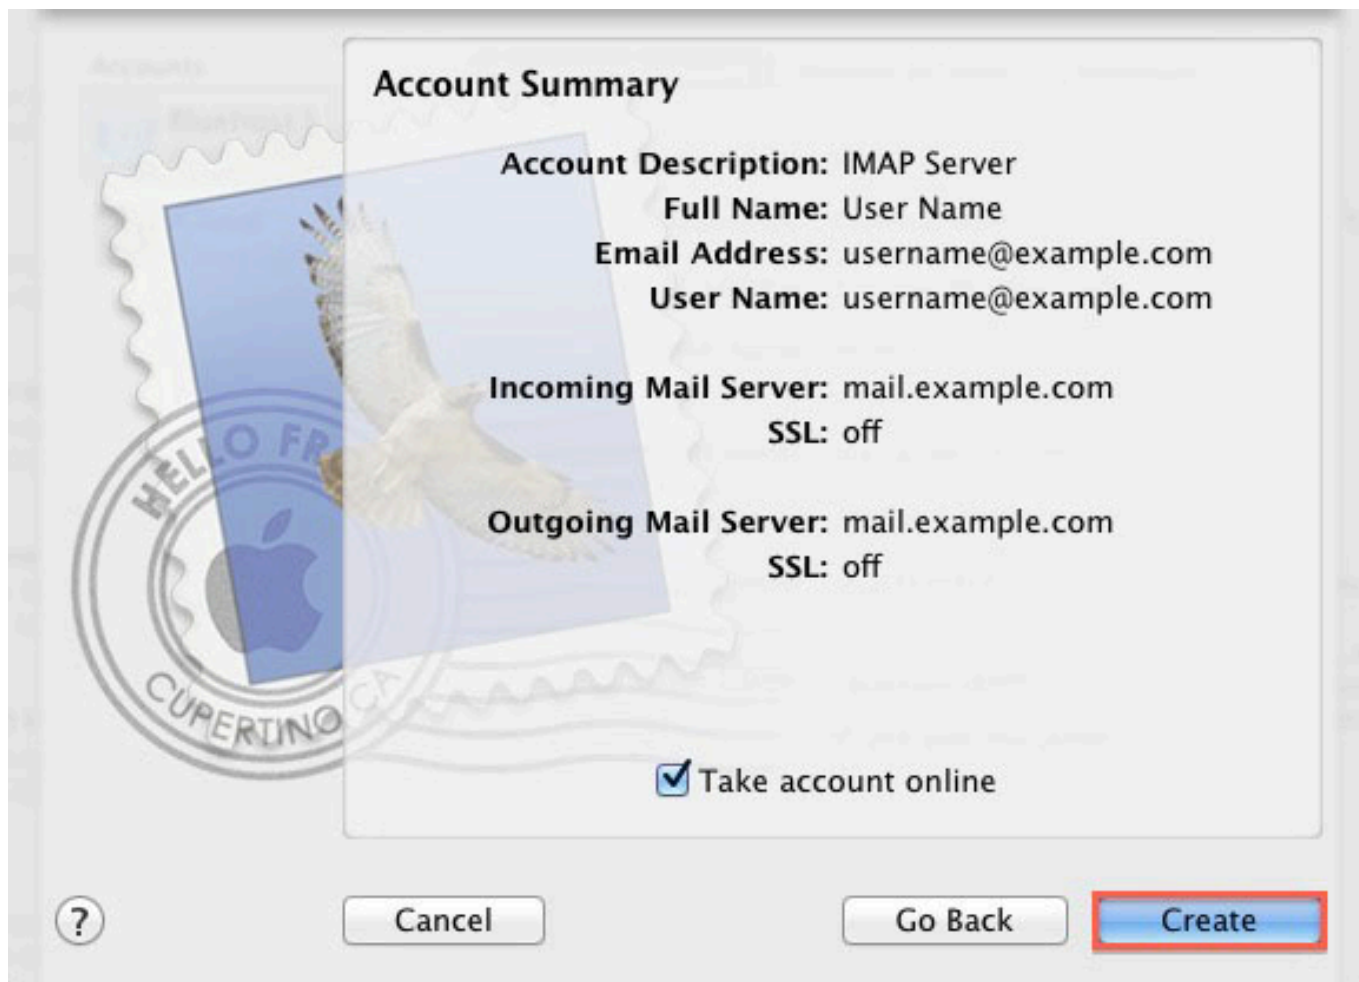 Accounts
Account Summary
Account Description: IMAP Server
Full Name: User Name
Email Address: username@example.com
User Name: username@example.com
Incoming Mail Server: mail.example.com
SSL: off
Outgoing Mail Server: mail.example.com
SSL: off
HELLO FR
CUPERTINO CA
Take account online
?
Cancel
Go Back
Create